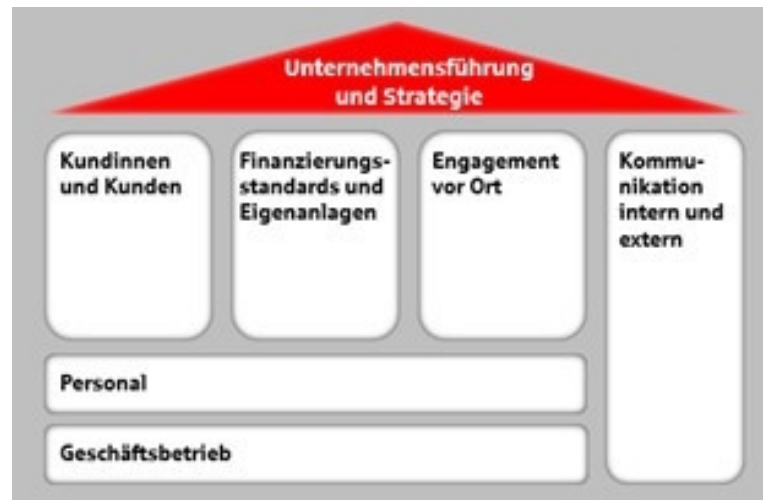 Unternehmensführung
und Strategie
Kundinnen
und Kunden
Finanzierungs-
standards und
Eigenanlagen
Engagement
vor Ort
Kommu-
nikation
intern und
extern
Personal
Geschäftsbetrieb